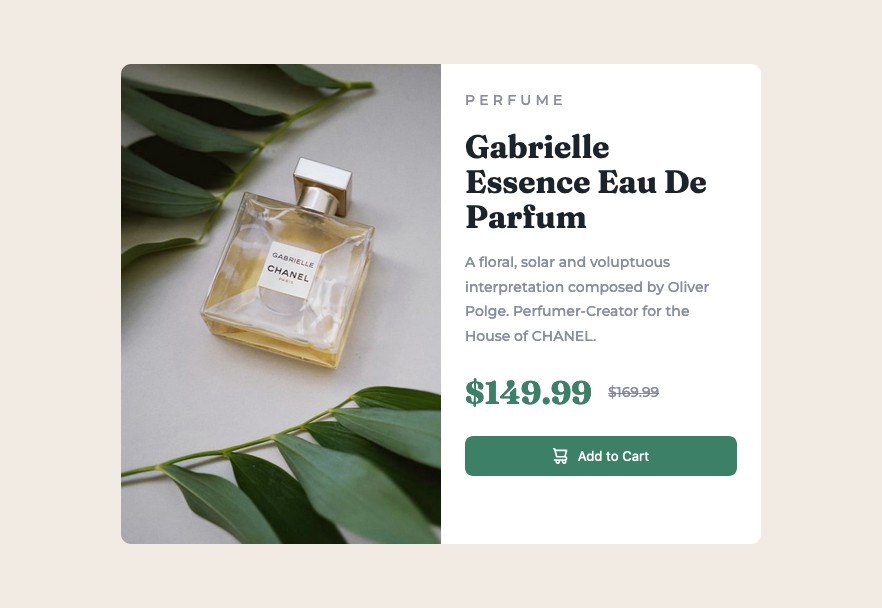 GABRIELLE
CHANEL
PARIS
PERFUME
Gabrielle
Essence Eau De
Parfum
A floral, solar and voluptuous
interpretation composed by Oliver
Polge. Perfumer-Creator for the
House of CHANEL.
$149.99 $169.99
Add to Cart